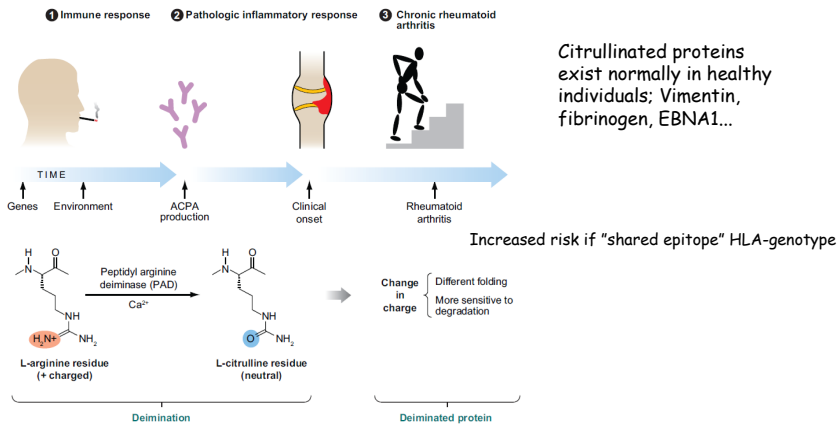 1 Immune response
2 Pathologic inflammatory response
3 Chronic rheumatoid
arthritis
Citrullinated proteins
exist normally in healthy
individuals; Vimentin,
fibrinogen, EBNA1...
TIME
Genes
Environment
ACPA
production
Clinical
onset
Rheumatoid
arthritis
Increased risk if ”shared epitope” HLA-genotype
H
N
O
NH
H₂N+
NH₂
L-arginine residue
(+ charged)
Peptidyl arginine
deiminase (PAD)
Ca²⁺
H
N
O
NH
O
NH₂
L-citrulline residue
(neutral)
Change
in
charge
Different folding
More sensitive to
degradation
Deimination
Deiminated protein